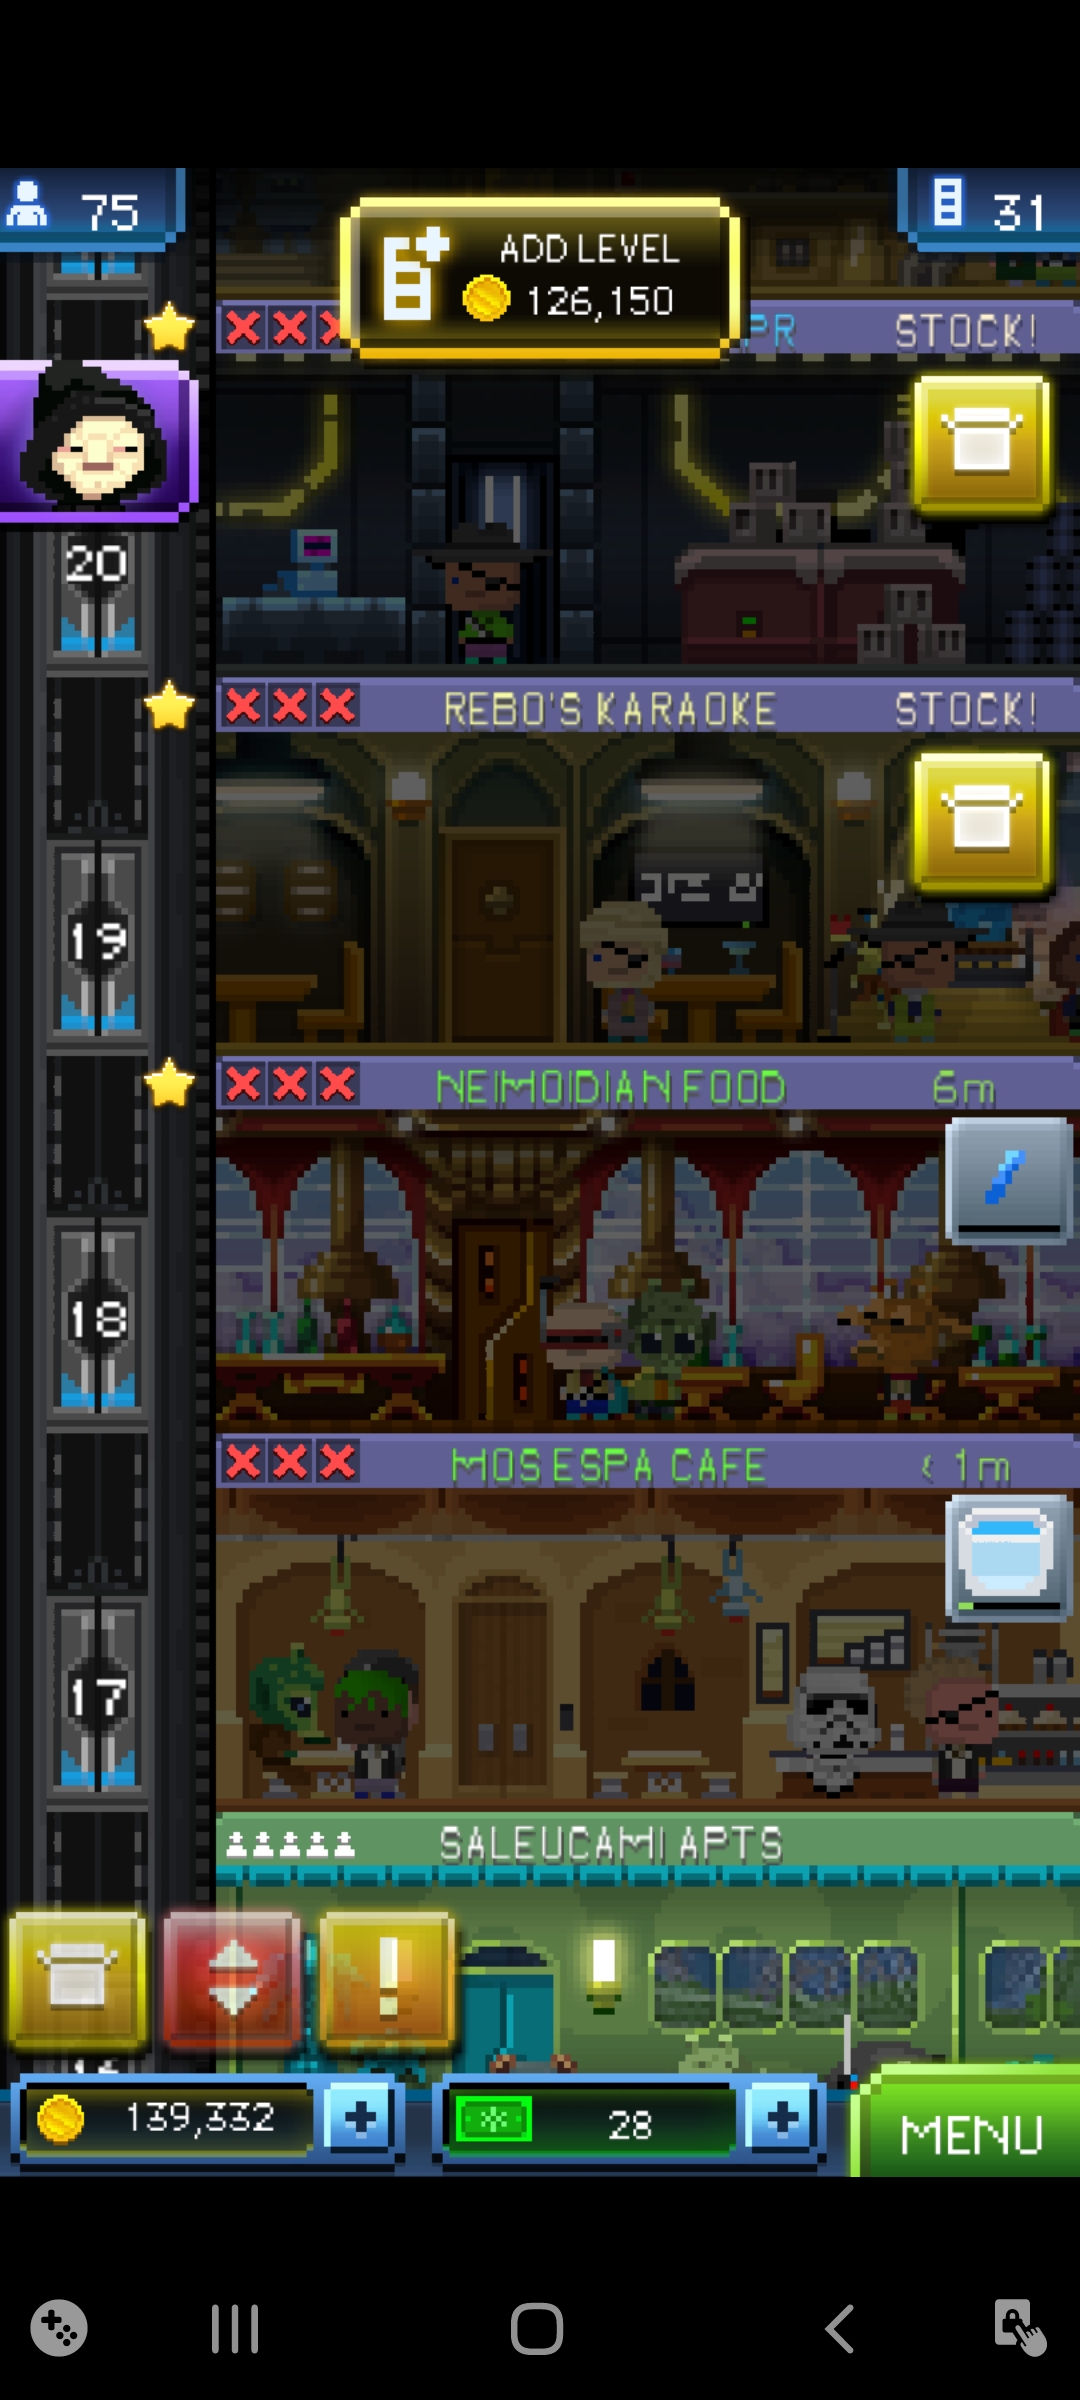 75
ADD LEVEL
126,150
31
PR STOCK!
20
REBO'S KARAOKE STOCK!
19
NEIMOIDIAN FOOD 6m
18
MOS ESPA CAFE < 1m
17
SALEUCAMI APTS
!
139,332 + 28 +
MENU